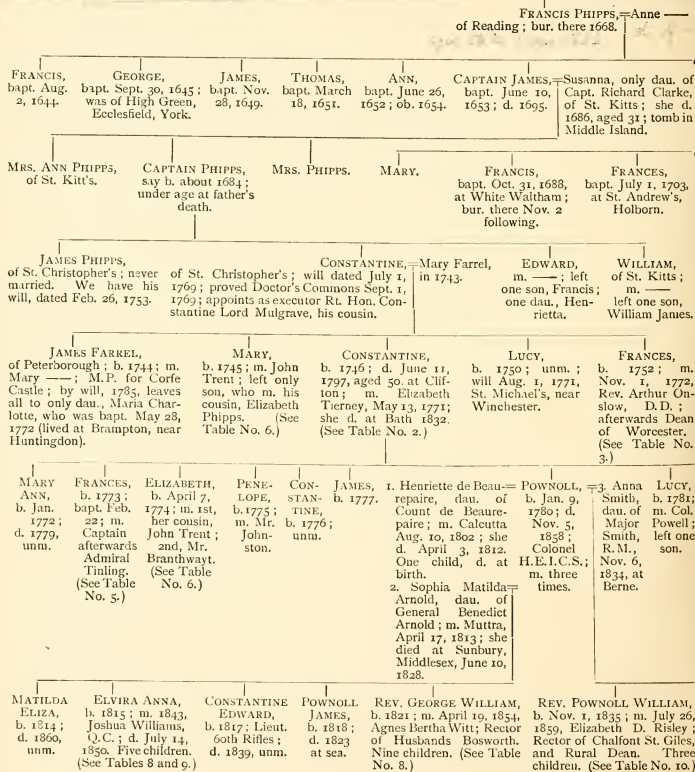 FRANCIS PHIPPS,=Anne ——
of Reading; bur. there 1668.
FRANCIS,
bapt. Aug.
2, 1644.
GEORGE,
bapt. Sept. 30, 1645;
was of High Green,
Ecclesfield, York.
JAMES,
bapt. Nov.
28, 1649.
THOMAS,
bapt. March
18, 1651.
ANN,
bapt. June 26,
1652; ob. 1654.
CAPTAIN JAMES,=Susanna, only dau. of
bapt. June 10,
1653; d. 1695.
Capt. Richard Clarke,
of St. Kitts; she d.
1686, aged 31; tomb in
Middle Island.
MRS. ANN PHIPPS,
of St. Kitt's.
CAPTAIN PHIPPS,
say b. about 1684;
under age at father's
death.
MRS. PHIPPS.
MARY.
FRANCIS,
bapt. Oct. 31, 1688,
at White Waltham;
bur. there Nov. 2
following.
FRANCES,
bapt. July 1, 1703,
at St. Andrew's,
Holborn.
JAMES PHIPPS,
of St. Christopher's; never
married. We have his
will, dated Feb. 26, 1753.
CONSTANTINE,=Mary Farrel,
of St. Christopher's; will dated July 1,
1769; proved Doctor's Commons Sept. 1,
1769; appoints as executor Rt. Hon. Con-
stantine Lord Mulgrave, his cousin.
in 1743.
EDWARD,
m. ——; left
one son, Francis;
one dau., Hen-
rietta.
WILLIAM,
of St. Kitts;
m. ——
left one son,
William James.
JAMES FARREL,
of Peterborough; b. 1744; m.
Mary ——; M.P. for Corfe
Castle; by will, 1785, leaves
all to only dau., Maria Char-
lotte, who was bapt. May 28,
1772 (lived at Brampton, near
Huntingdon).
MARY,
b. 1745; m. John
Trent; left only
son, who m. his
cousin, Elizabeth
Phipps. (See
Table No. 6.)
CONSTANTINE,
b. 1746; d. June 11,
1797, aged 50, at Clif-
ton; m. Elizabeth
Tierney, May 13, 1771;
she d. at Bath 1832.
(See Table No. 2.)
LUCY,
b. 1750; unm.;
will Aug. 1, 1771,
St. Michael's, near
Winchester.
FRANCES,
b. 1752; m.
Nov. 1, 1772,
Rev. Arthur On-
slow, D.D.;
afterwards Dean
of Worcester.
(See Table No.
3.)
MARY
ANN,
b. Jan.
1772;
d. 1779,
unm.
FRANCES,
b. 1773;
bapt. Feb.
22; m.
Captain
afterwards
Admiral
Tinling.
(See Table
No. 5.)
ELIZABETH,
b. April 7,
1774; m. 1st,
her cousin,
John Trent;
2nd, Mr.
Branthwayt.
(See Table
No. 6.)
PENE-
LOPE,
b. 1775;
m. Mr.
John-
ston.
CON-
STAN-
TINE,
b. 1776;
unm.
JAMES,
b. 1777.
1. Henriette de Beau-=
repaire, dau. of
Count de Beaure-
paire; m. Calcutta
Aug. 10, 1802; she
d. April 3, 1812.
One child, d. at
birth.
2. Sophia Matilda=
Arnold, dau. of
General Benedict
Arnold; m. Muttra,
April 17, 1813; she
died at Sunbury,
Middlesex, June 10,
1828.
POWNOLL,
b. Jan. 9,
1780; d.
Nov. 5,
1858;
Colonel
H.E.I.C.S.;
m. three
times.
=3. Anna
Smith,
dau. of
Major
Smith,
R.M.,
Nov. 6,
1834, at
Berne.
LUCY,
b. 1781;
m. Col.
Powell;
left one
son.
MATILDA
ELIZA,
b. 1814;
d. 1860,
unm.
ELVIRA ANNA,
b. 1815; m. 1843,
Joshua Williams,
Q.C.; d. July 14,
1850. Five children.
(See Tables 8 and 9.)
CONSTANTINE
EDWARD,
b. 1817; Lieut.
60th Rifles;
d. 1839, unm.
POWNOLL
JAMES,
b. 1818;
d. 1823
at sea.
REV. GEORGE WILLIAM,
b. 1821; m. April 19, 1854,
Agnes Bertha Witt; Rector
of Husbands Bosworth.
Nine children. (See Table
No. 8.)
REV. POWNOLL WILLIAM,
b. Nov. 1, 1835; m. July 26,
1859, Elizabeth D. Risley;
Rector of Chalfont St. Giles,
and Rural Dean. Three
children. (See Table No. 10.)